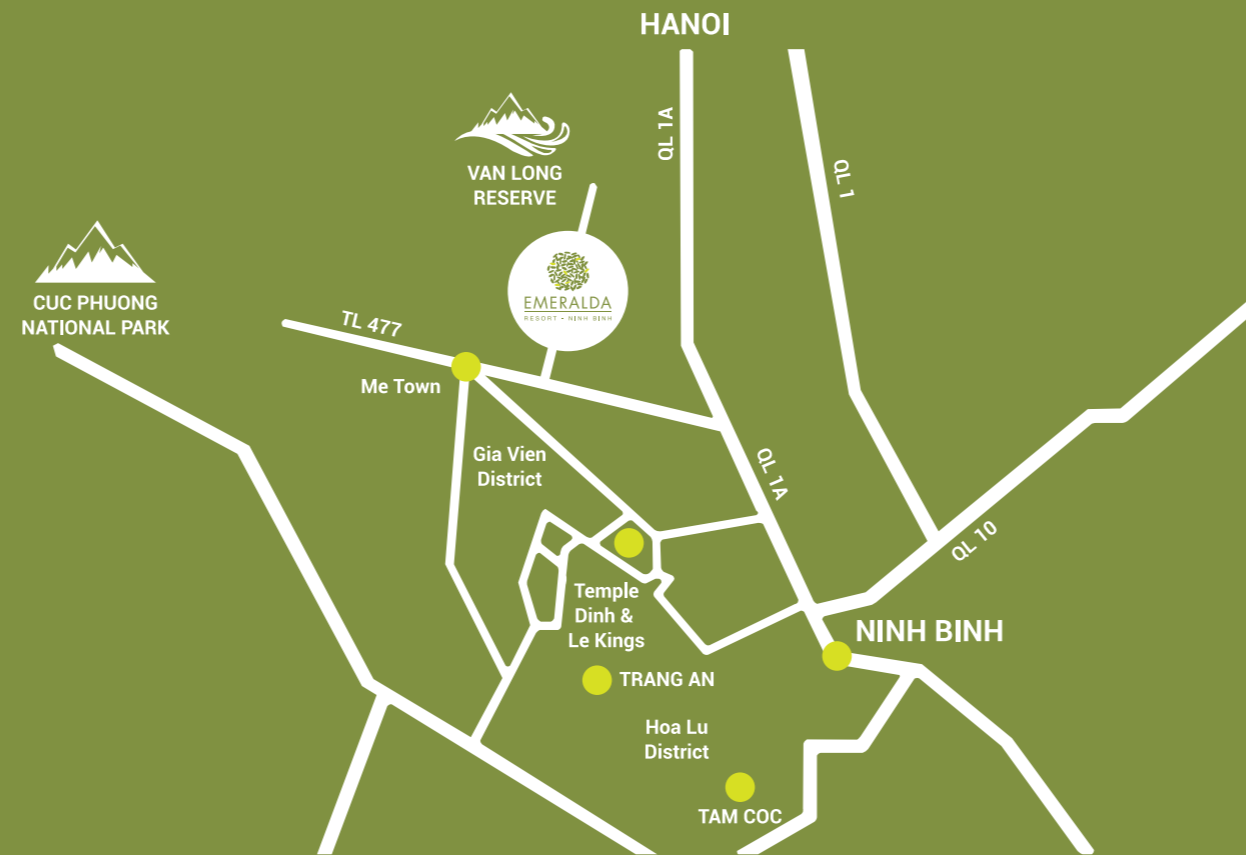 HANOI
QL 1A
QL 1
VAN LONG
RESERVE
EMERALDA
RESORT - NINH BINH
CUC PHUONG
NATIONAL PARK
TL 477
Me Town
Gia Vien
District
QL 1A
QL 10
Temple
Dinh &
Le Kings
NINH BINH
TRANG AN
Hoa Lu
District
TAM COC